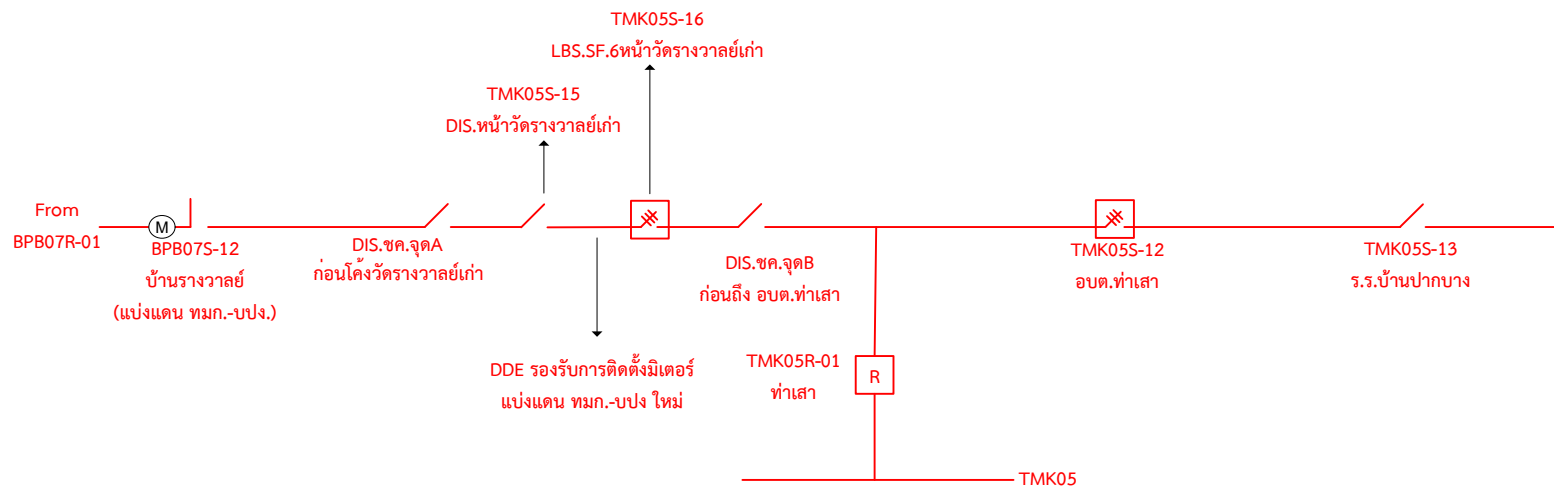 TMK05S-16
LBS.SF.6หน้าวัดรางวาลย์เก่า
TMK05S-15
DIS.หน้าวัดรางวาลย์เก่า
From
BPB07R-01
M
BPB07S-12
บ้านรางวาลย์
(แบ่งแดน ทมก.-บปง.)
DIS.ชค.จุดA
ก่อนโค้งวัดรางวาลย์เก่า
DIS.ชค.จุดB
ก่อนถึง อบต.ท่าเสา
TMK05S-12
อบต.ท่าเสา
TMK05S-13
ร.ร.บ้านปากบาง
DDE รองรับการติดตั้งมิเตอร์
แบ่งแดน ทมก.-บปง ใหม่
TMK05R-01
ท่าเสา
R
TMK05